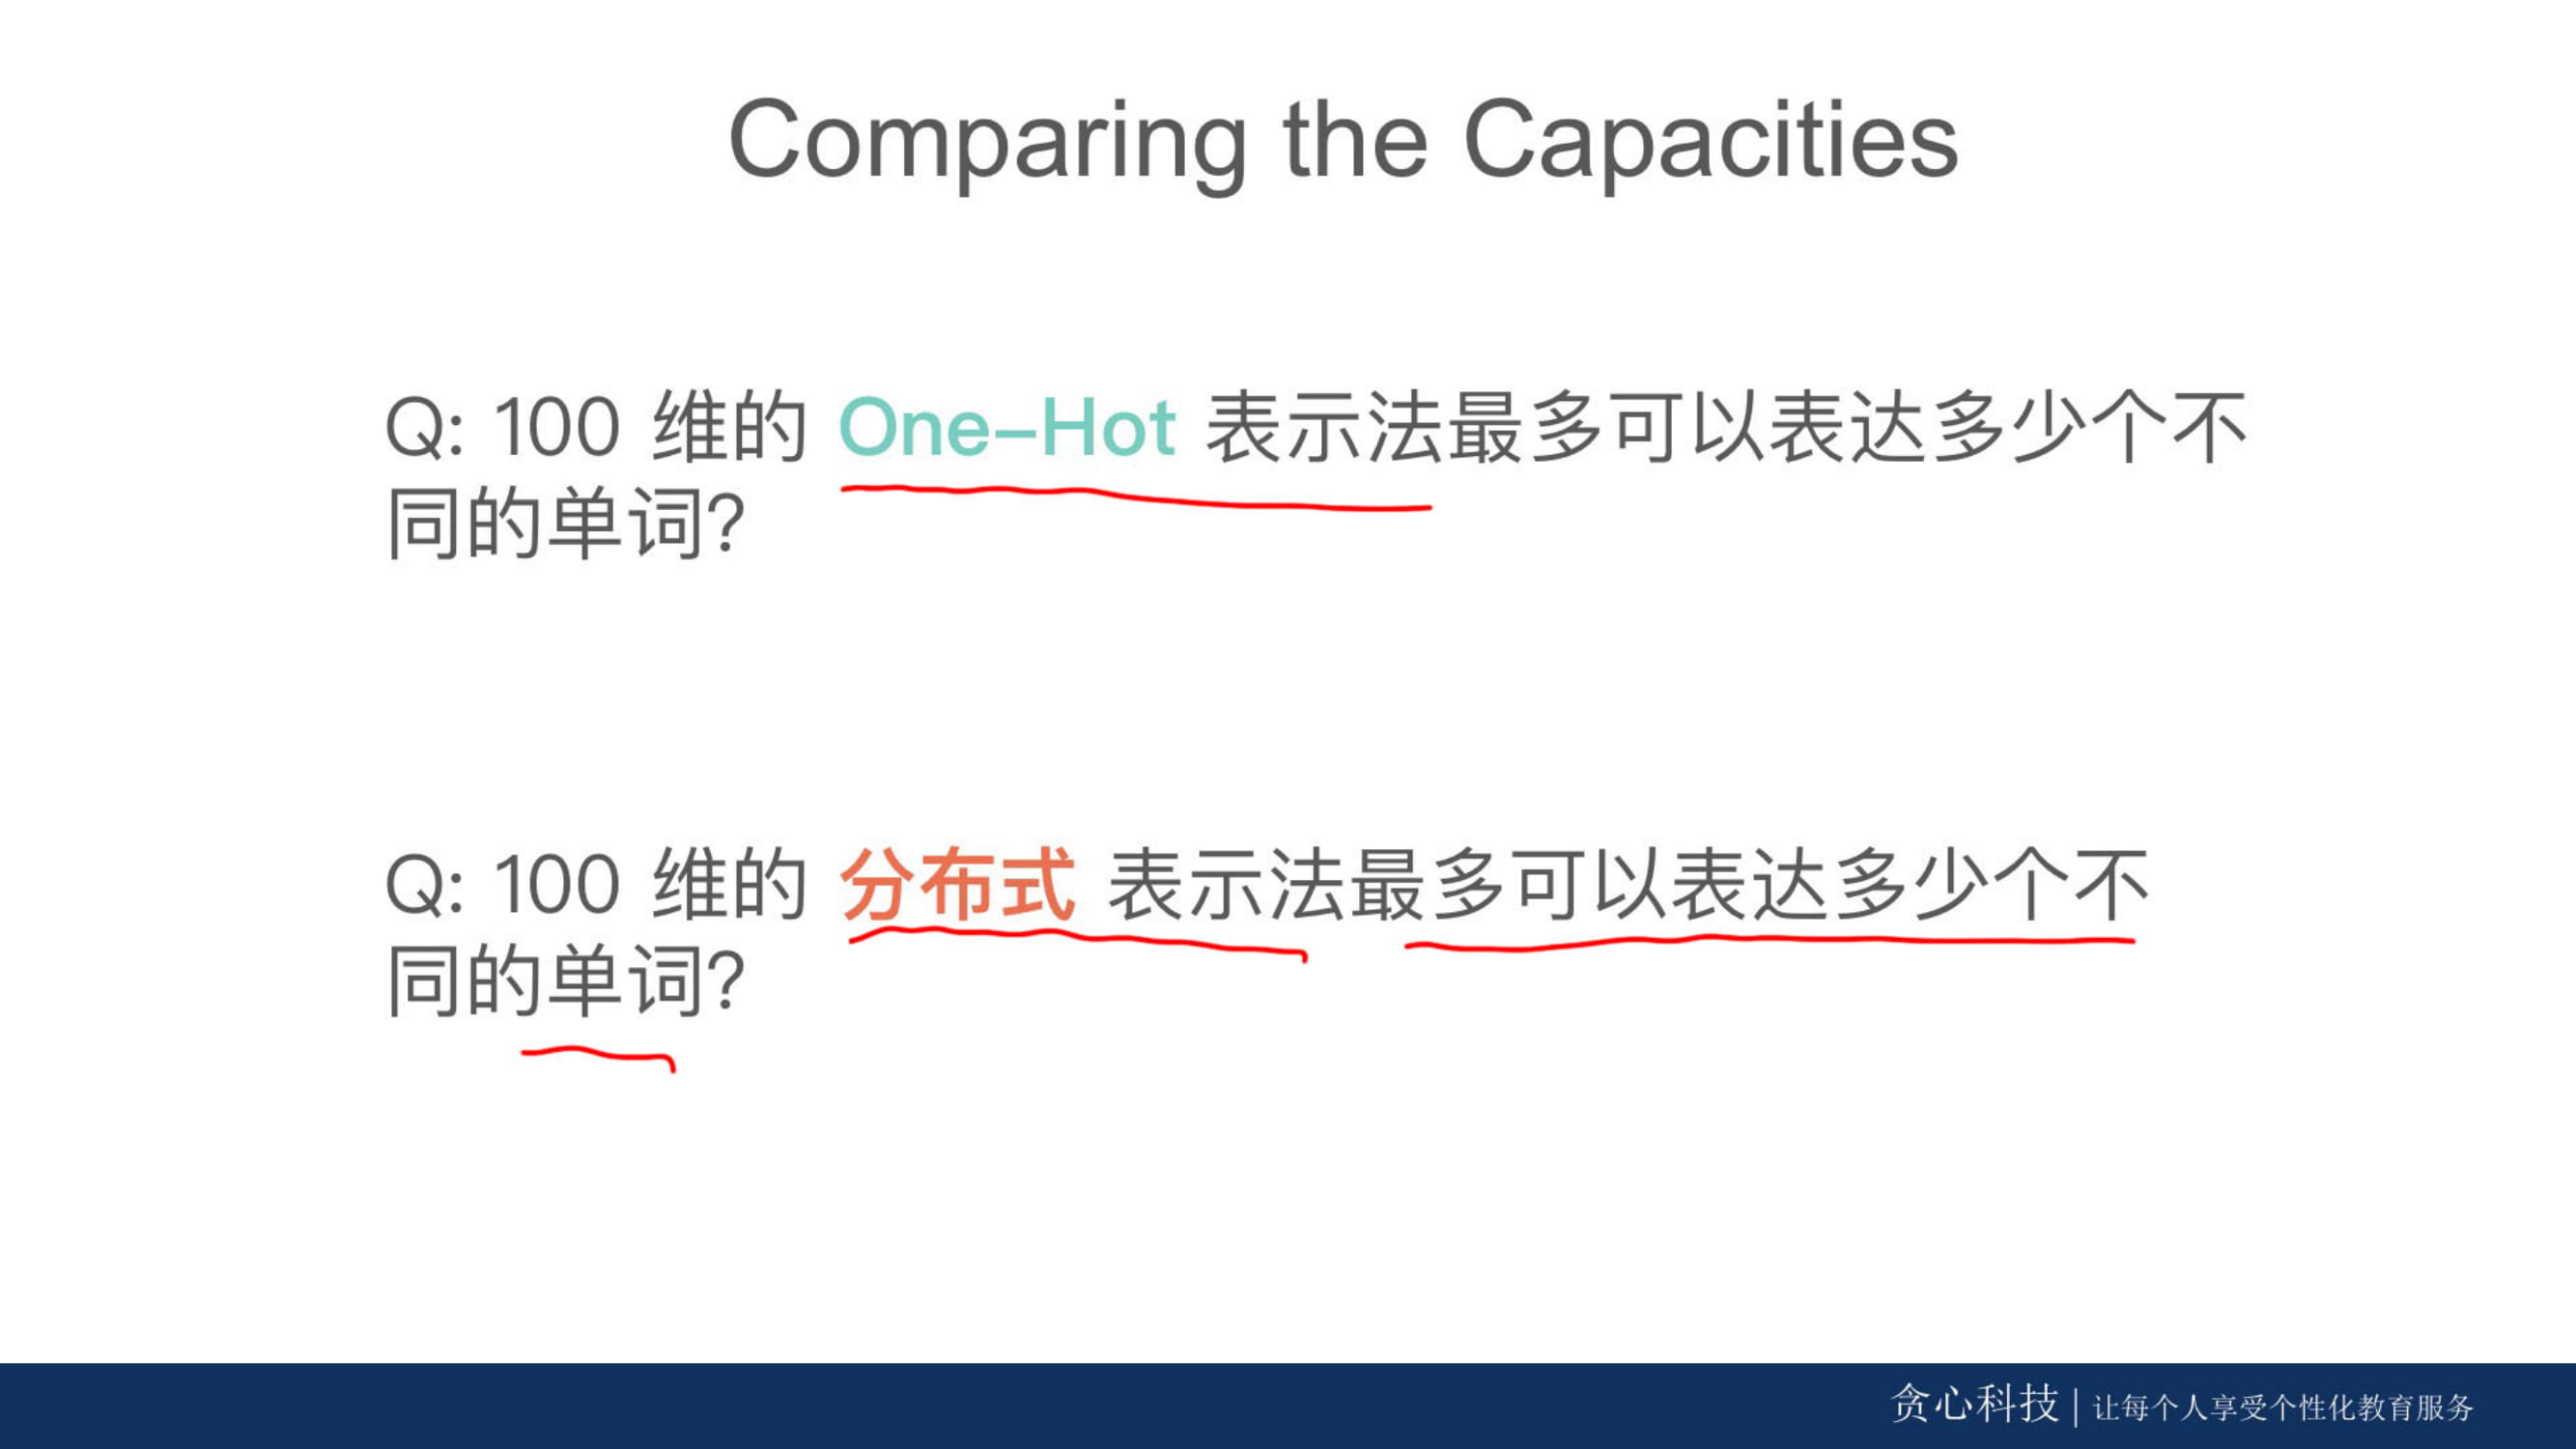 Comparing the Capacities
Q: 100 维的 One-Hot 表示法最多可以表达多少个不
同的单词?
Q: 100 维的 分布式 表示法最多可以表达多少个不
同的单词?
贪心科技 | 让每个人享受个性化教育服务